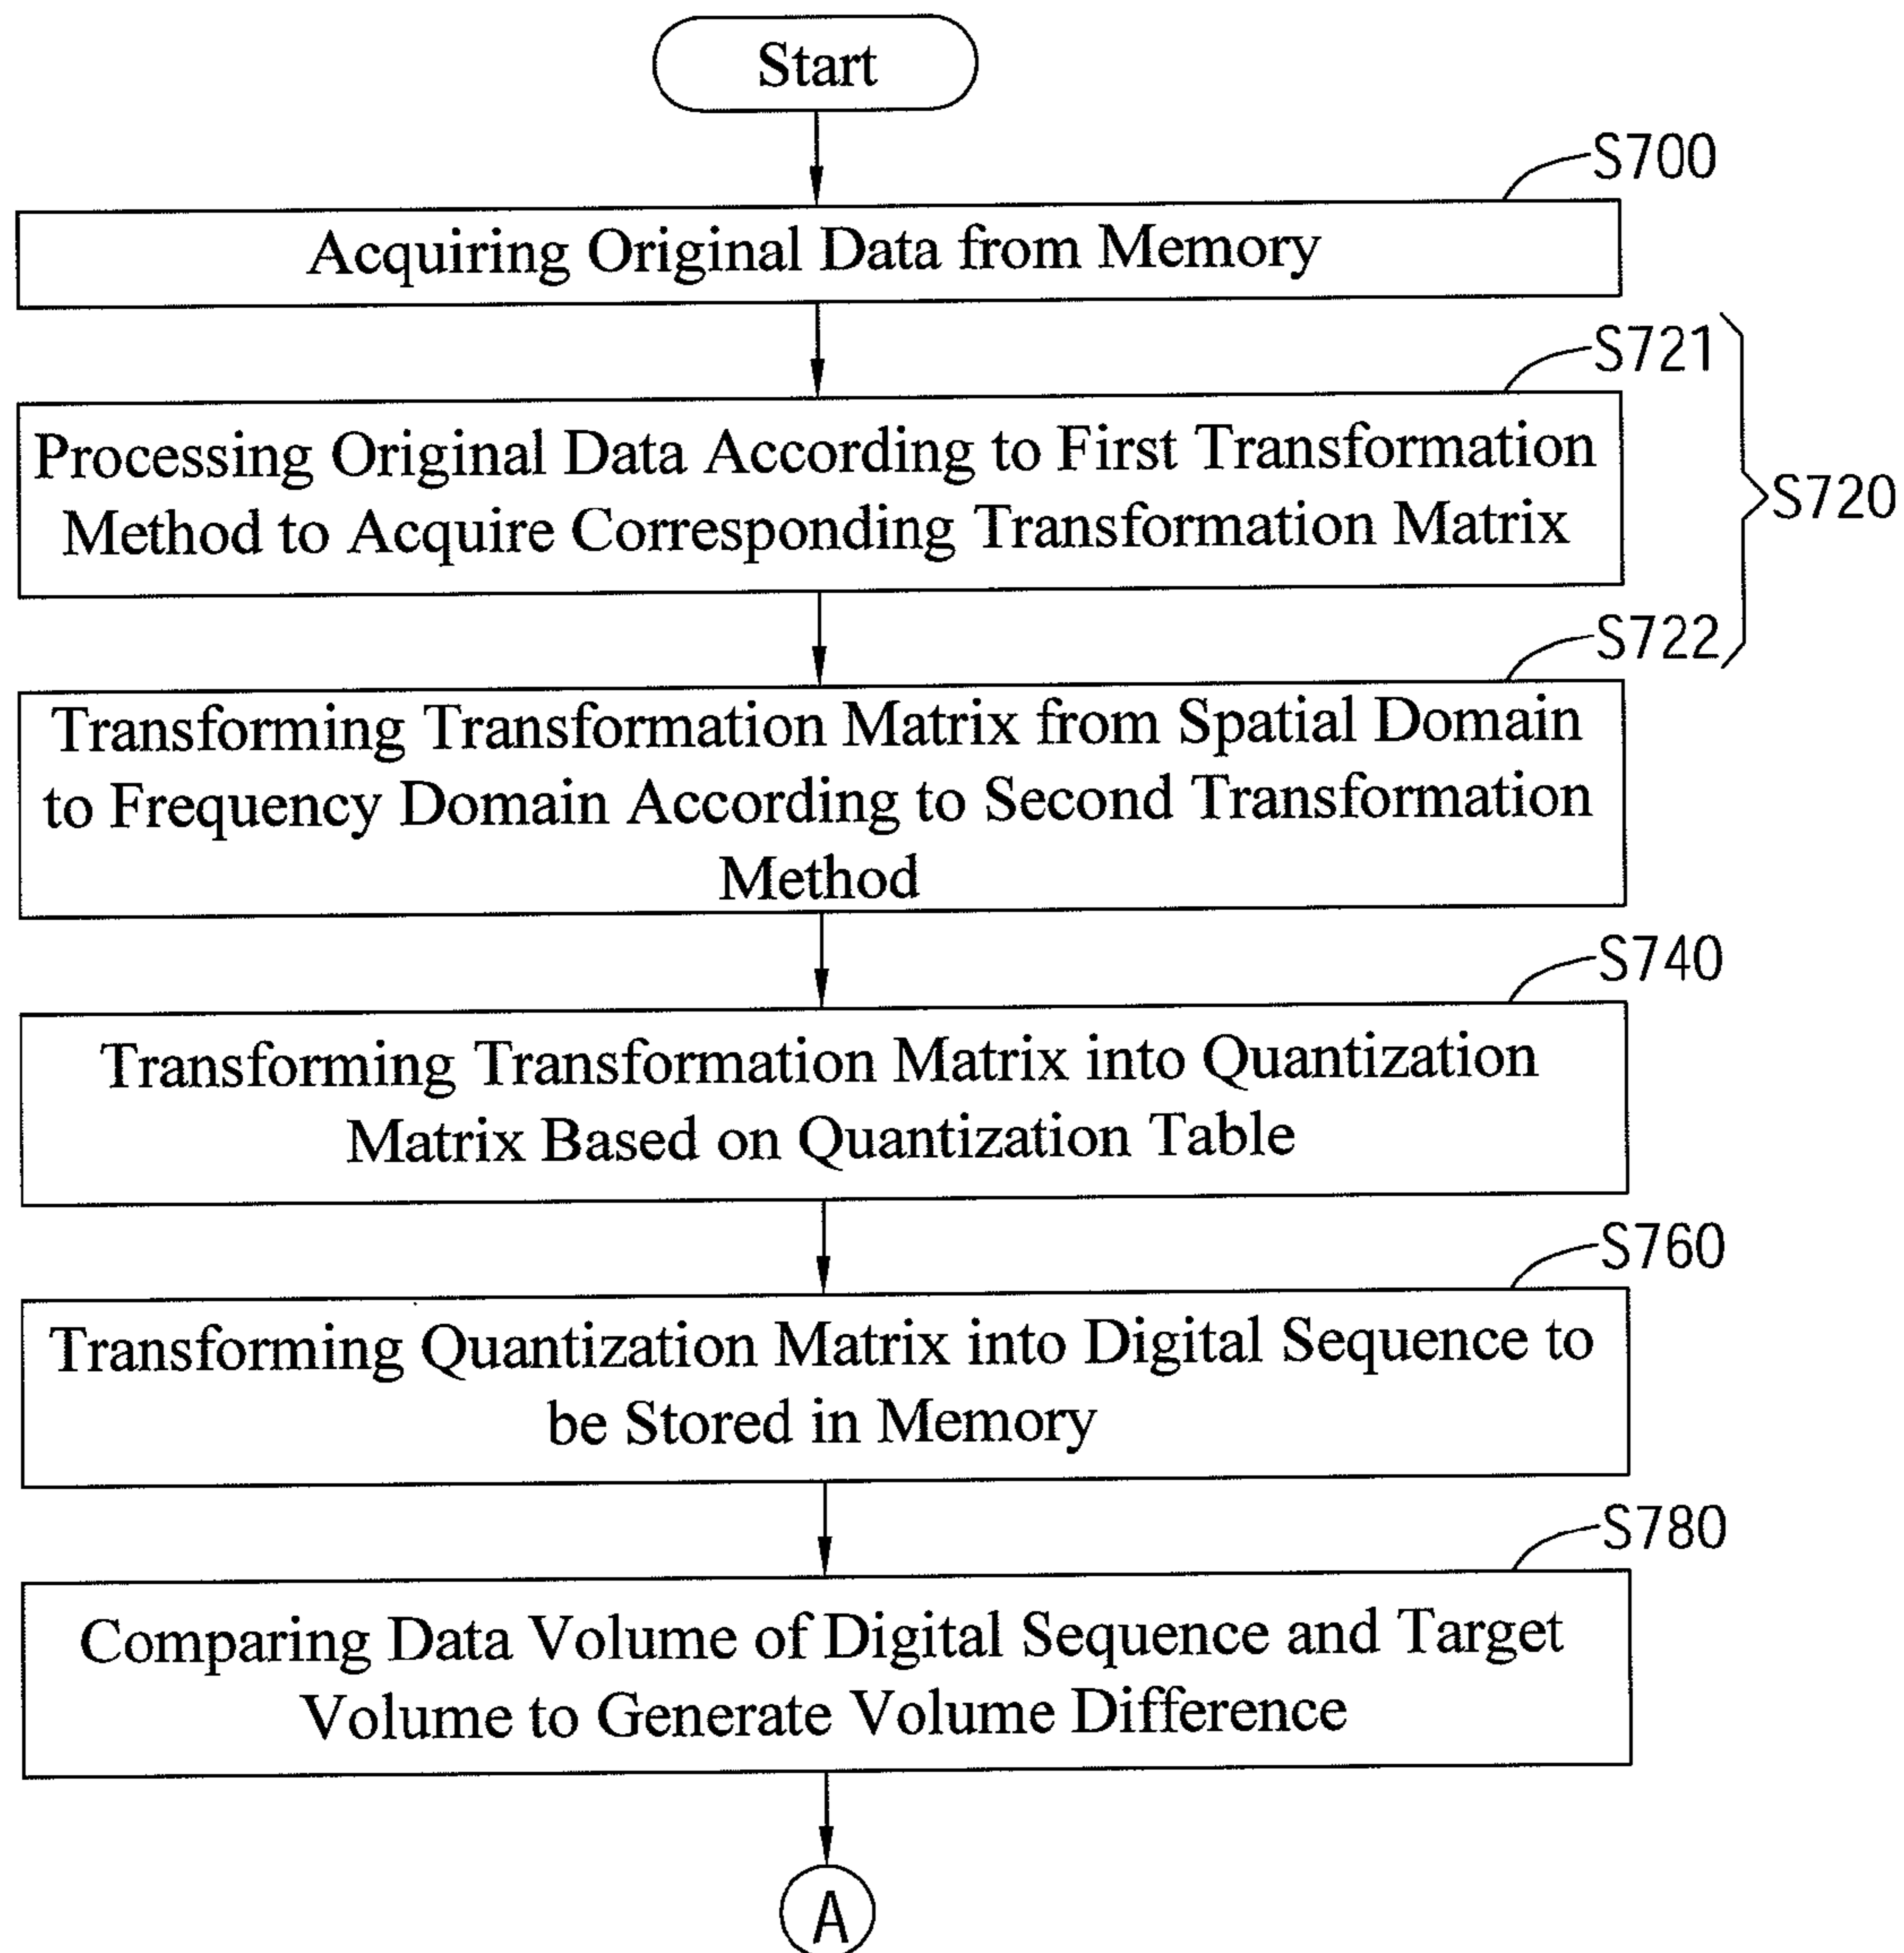 Start
S700
Acquiring Original Data from Memory
S721
Processing Original Data According to First Transformation
Method to Acquire Corresponding Transformation Matrix
S720
S722
Transforming Transformation Matrix from Spatial Domain
to Frequency Domain According to Second Transformation
Method
S740
Transforming Transformation Matrix into Quantization
Matrix Based on Quantization Table
S760
Transforming Quantization Matrix into Digital Sequence to
be Stored in Memory
S780
Comparing Data Volume of Digital Sequence and Target
Volume to Generate Volume Difference
A